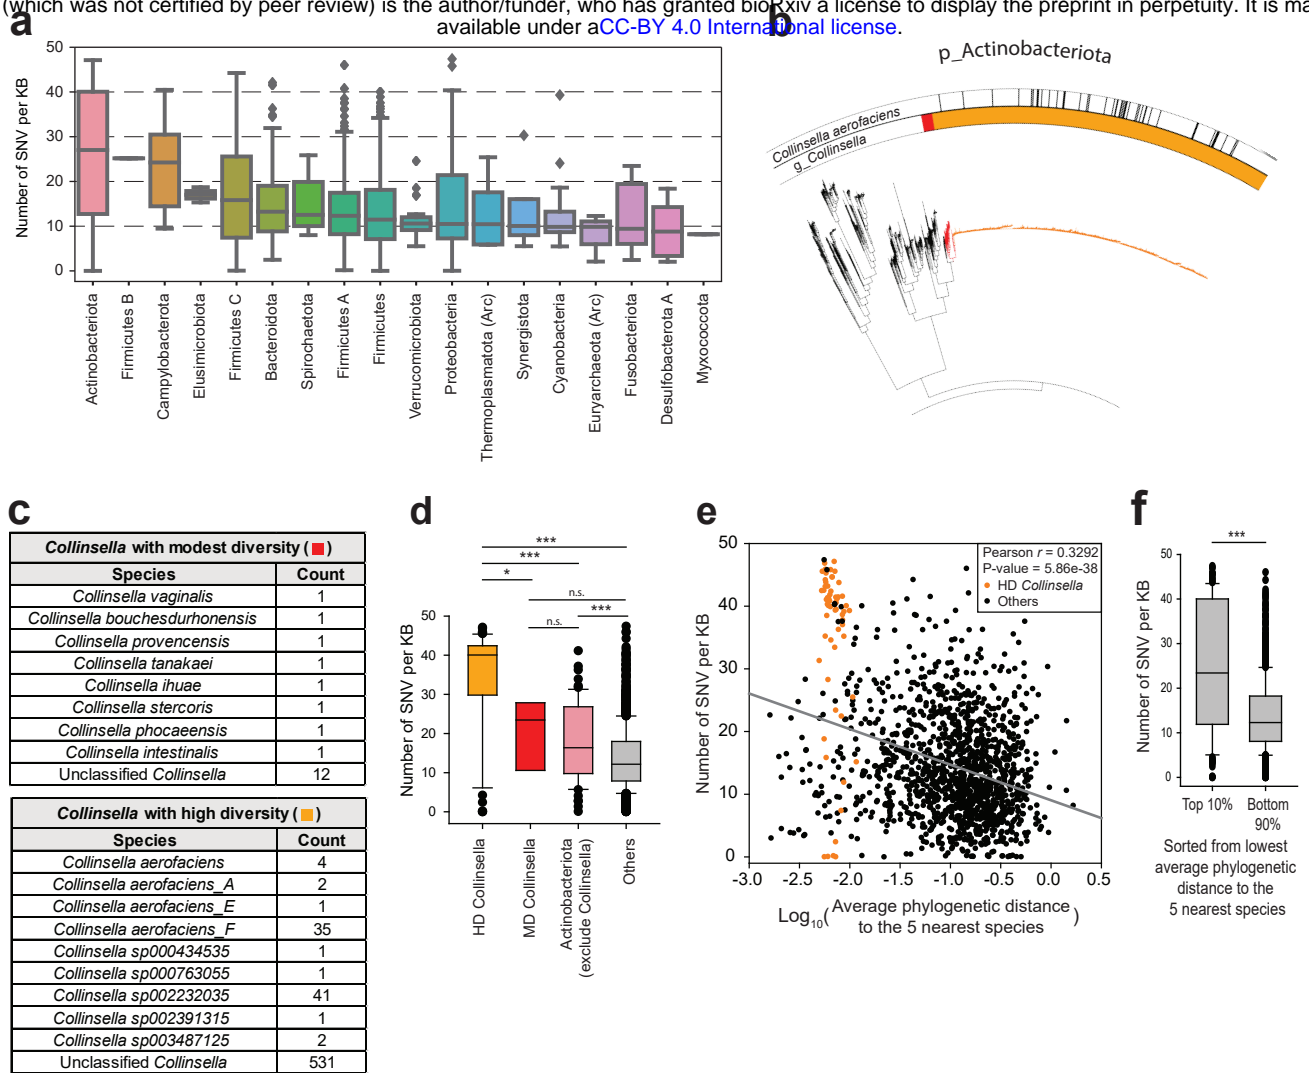 (which was not certified by peer review) is the author/funder, who has granted bioRxiv a license to display the preprint in perpetuity. It is ma
available under aCC-BY 4.0 International license.
a
Number of SNV per KB
50
40
30
20
10
0
Actinobacteriota
Firmicutes B
Campylobacterota
Elusimicrobiota
Firmicutes C
Bacteroidota
Spirochaetota
Firmicutes A
Firmicutes
Verrucomicrobiota
Proteobacteria
Thermoplasmatota (Arc)
Synergistota
Cyanobacteria
Euryarchaeota (Arc)
Fusobacteriota
Desulfobacterota A
Myxococcota
b
p_Actinobacteriota
Collinsella aerofaciens
g_Collinsella
c
Collinsella with modest diversity ( )
Species Count
Collinsella vaginalis 1
Collinsella bouchesdurhonensis 1
Collinsella provencensis 1
Collinsella tanakaei 1
Collinsella ihuae 1
Collinsella stercoris 1
Collinsella phocaeensis 1
Collinsella intestinalis 1
Unclassified Collinsella 12
Collinsella with high diversity ( )
Species Count
Collinsella aerofaciens 4
Collinsella aerofaciens_A 2
Collinsella aerofaciens_E 1
Collinsella aerofaciens_F 35
Collinsella sp000434535 1
Collinsella sp000763055 1
Collinsella sp002232035 41
Collinsella sp002391315 1
Collinsella sp003487125 2
Unclassified Collinsella 531
d
***
***
*
n.s.
***
n.s.
Number of SNV per KB
50
40
30
20
10
0
HD Collinsella
MD Collinsella
Actinobacteriota
(exclude Collinsella)
Others
e
Number of SNV per KB
50
40
30
20
10
0
Pearson r = 0.3292
P-value = 5.86e-38
HD Collinsella
Others
-3.0 -2.5 -2.0 -1.5 -1.0 -0.5 0.0 0.5
Log10(Average phylogenetic distance
to the 5 nearest species)
f
***
Number of SNV per KB
50
40
30
20
10
0
Top 10% Bottom
90%
Sorted from lowest
average phylogenetic
distance to the
5 nearest species